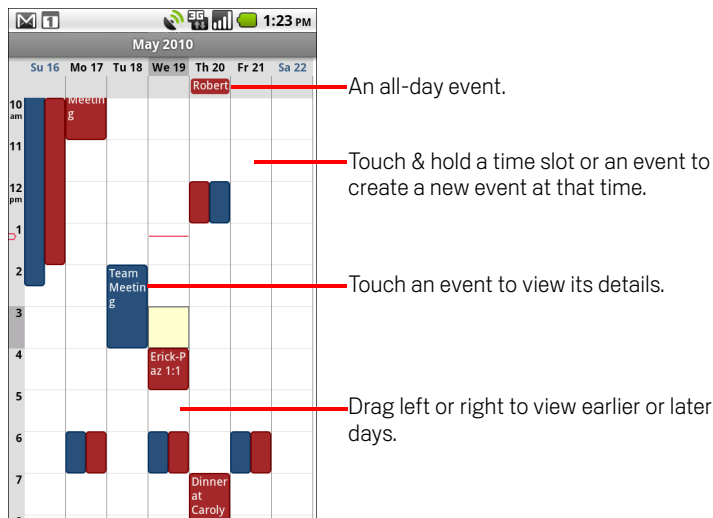 1
3G
1:23 PM
May 2010
Su 16 Mo 17 Tu 18 We 19 Th 20 Fr 21 Sa 22
Robert
An all-day event.
10
am
Meetin
g
11
Touch & hold a time slot or an event to
create a new event at that time.
12
pm
1
2
Team
Meetin
g
Touch an event to view its details.
3
4
Erick-P
az 1:1
5
Drag left or right to view earlier or later
days.
6
7
Dinner
at
Caroly